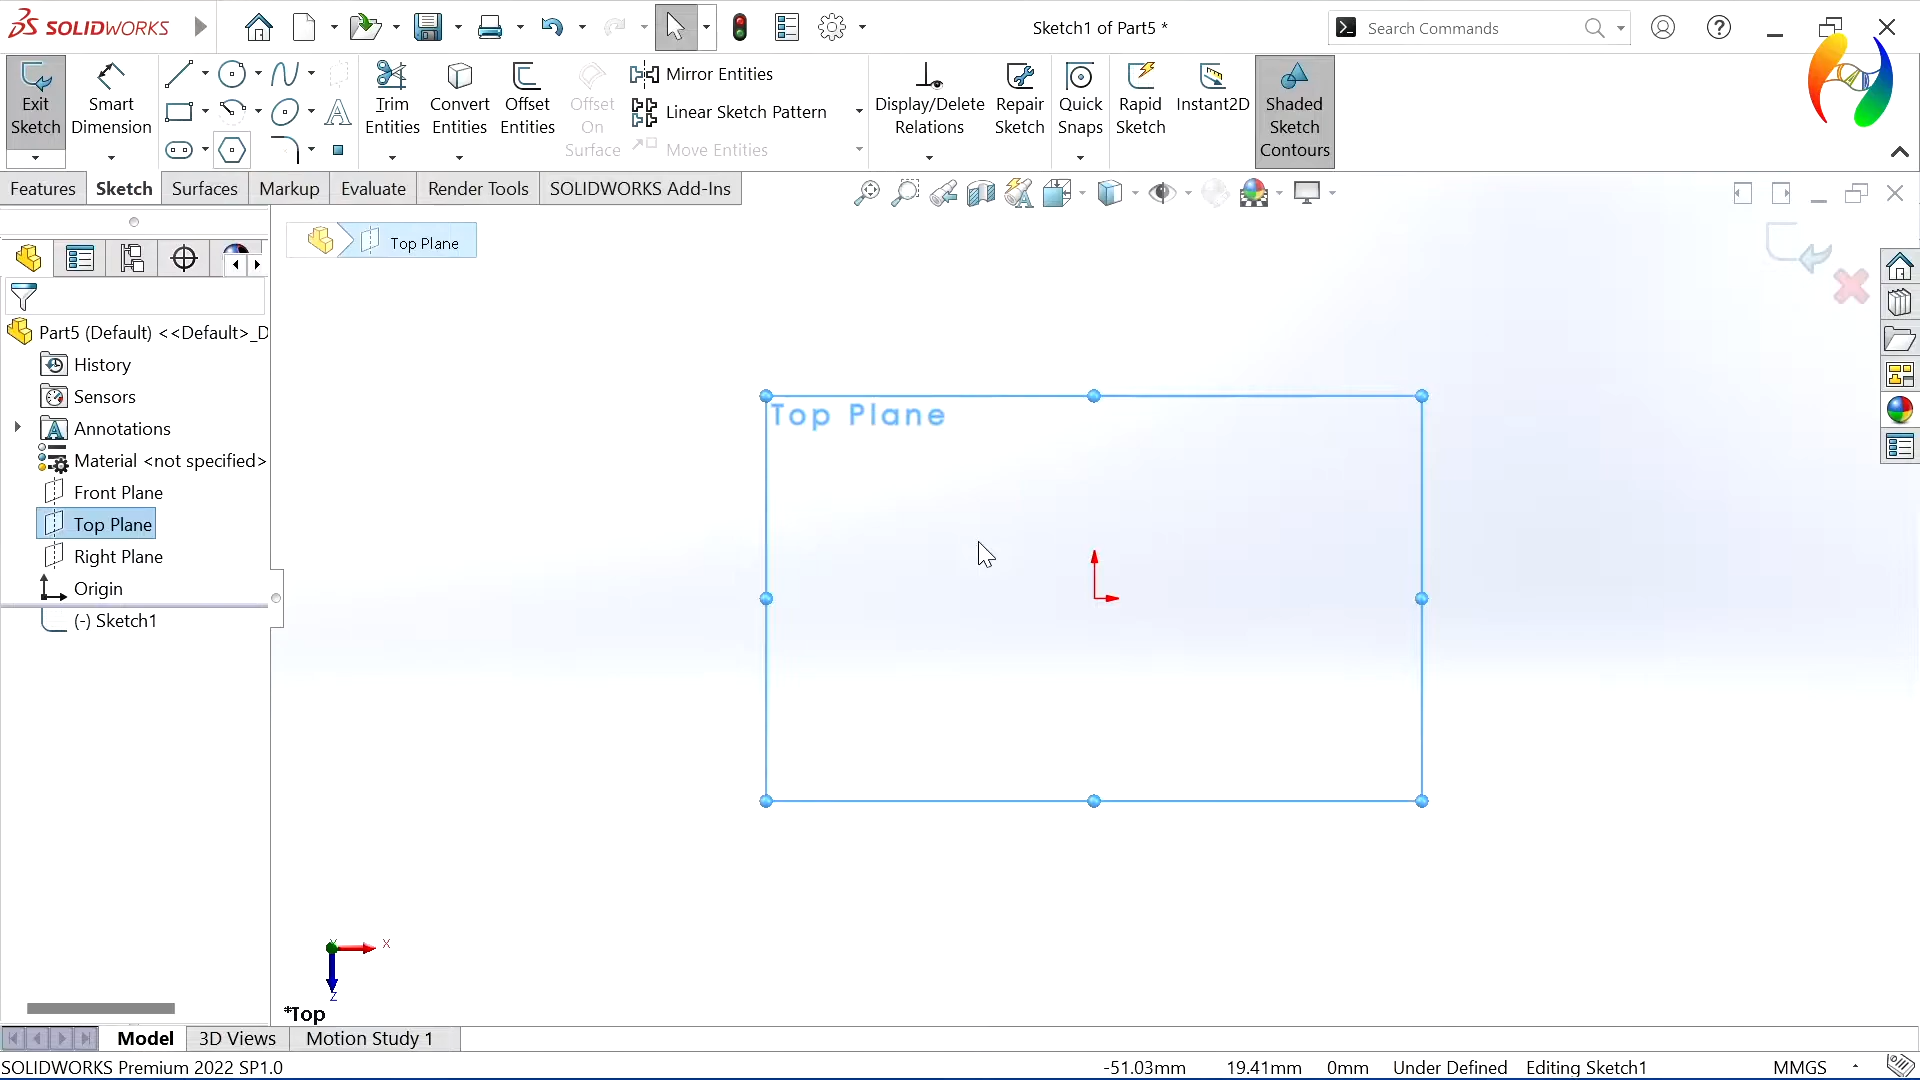 SOLIDWORKS
Sketch1 of Part5 *
Search Commands
Exit Sketch
Smart Dimension
Trim Entities
Convert Entities
Offset Entities
Offset On Surface
Mirror Entities
Linear Sketch Pattern
Move Entities
Display/Delete Relations
Repair Sketch
Quick Snaps
Rapid Sketch
Instant2D
Shaded Sketch Contours
Features
Sketch
Surfaces
Markup
Evaluate
Render Tools
SOLIDWORKS Add-Ins
Top Plane
Part5 (Default) <<Default>_D
History
Sensors
Annotations
Material <not specified>
Front Plane
Top Plane
Right Plane
Origin
(-) Sketch1
Top Plane
Y
X
Z
*Top
Model
3D Views
Motion Study 1
SOLIDWORKS Premium 2022 SP1.0
-51.03mm
19.41mm
0mm
Under Defined
Editing Sketch1
MMGS